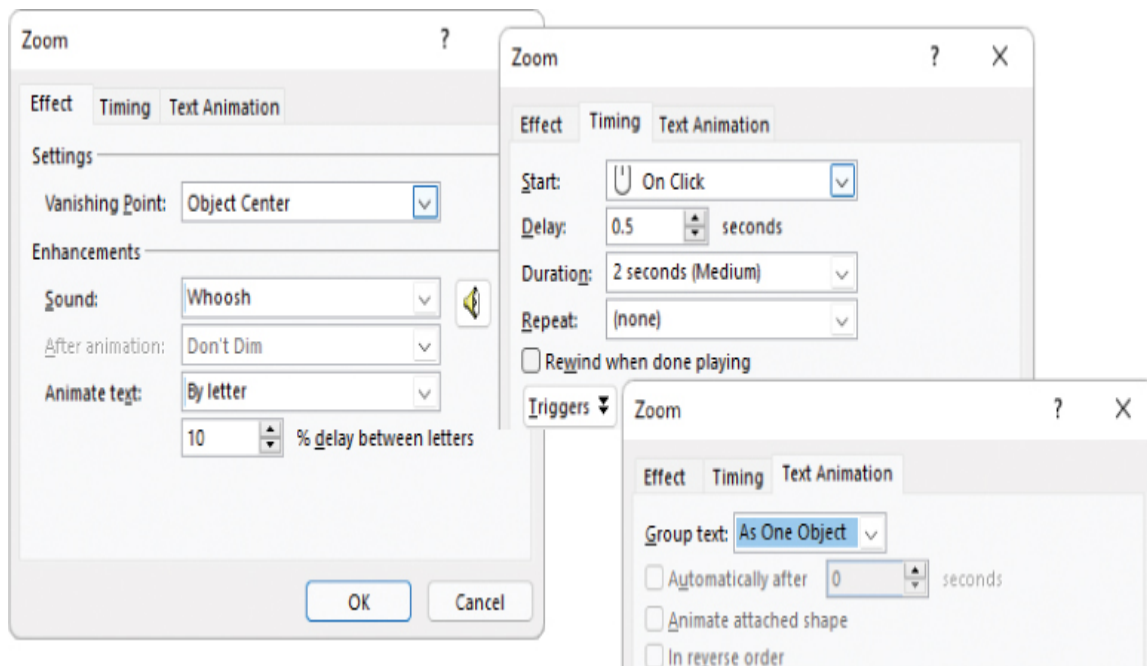 Zoom ?
Effect Timing Text Animation
Settings
Vanishing Point: Object Center
Enhancements
Sound: Whoosh
After animation: Don't Dim
Animate text: By letter
10 % delay between letters
OK Cancel
Zoom ? X
Effect Timing Text Animation
Start: On Click
Delay: 0.5 seconds
Duration: 2 seconds (Medium)
Repeat: (none)
Rewind when done playing
Triggers
Zoom ? X
Effect Timing Text Animation
Group text: As One Object
Automatically after 0 seconds
Animate attached shape
In reverse order